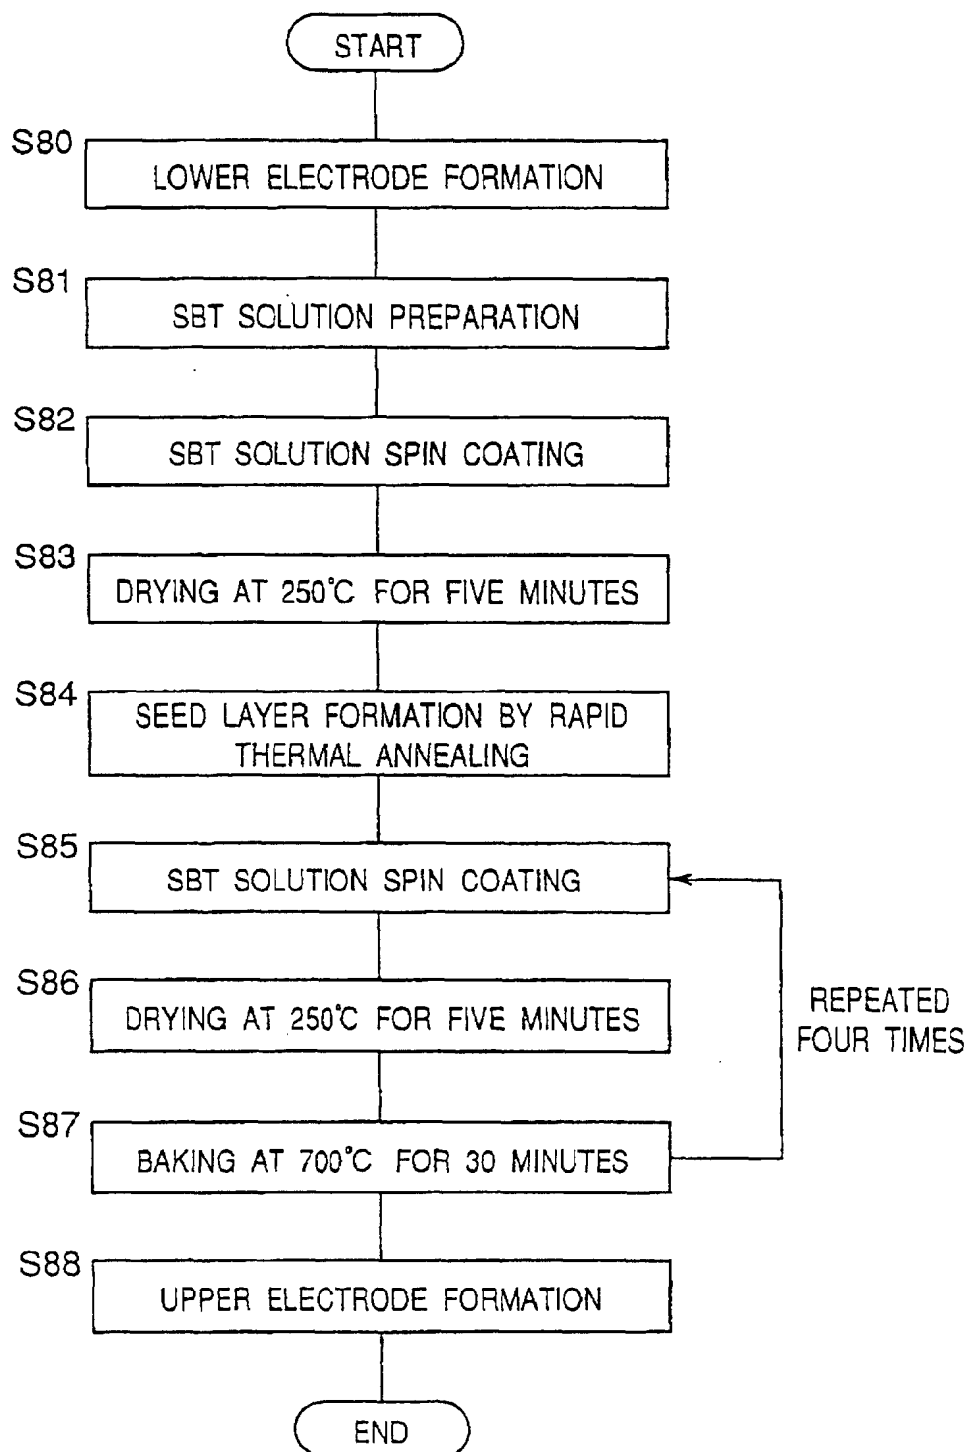 START
S80
LOWER ELECTRODE FORMATION
S81
SBT SOLUTION PREPARATION
S82
SBT SOLUTION SPIN COATING
S83
DRYING AT 250°C FOR FIVE MINUTES
S84
SEED LAYER FORMATION BY RAPID
THERMAL ANNEALING
S85
SBT SOLUTION SPIN COATING
S86
DRYING AT 250°C FOR FIVE MINUTES
REPEATED
FOUR TIMES
S87
BAKING AT 700°C FOR 30 MINUTES
S88
UPPER ELECTRODE FORMATION
END